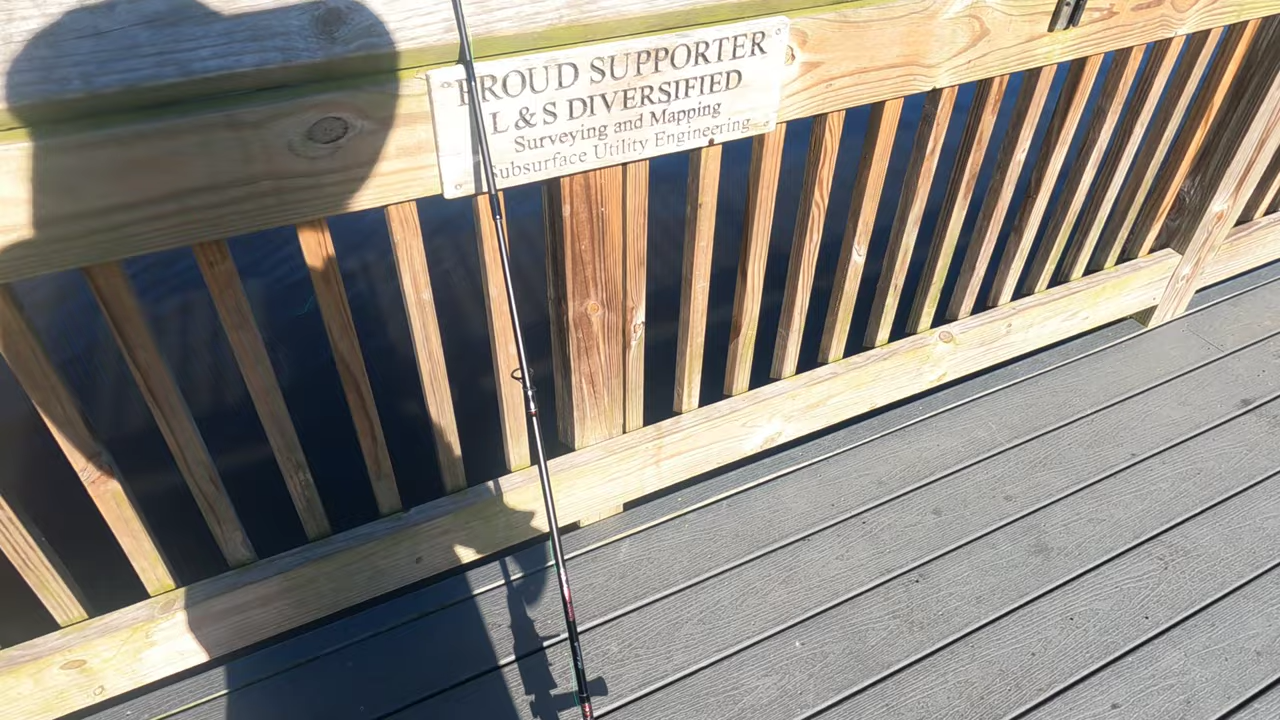 PROUD SUPPORTER
L & S DIVERSIFIED
Surveying and Mapping
Subsurface Utility Engineering